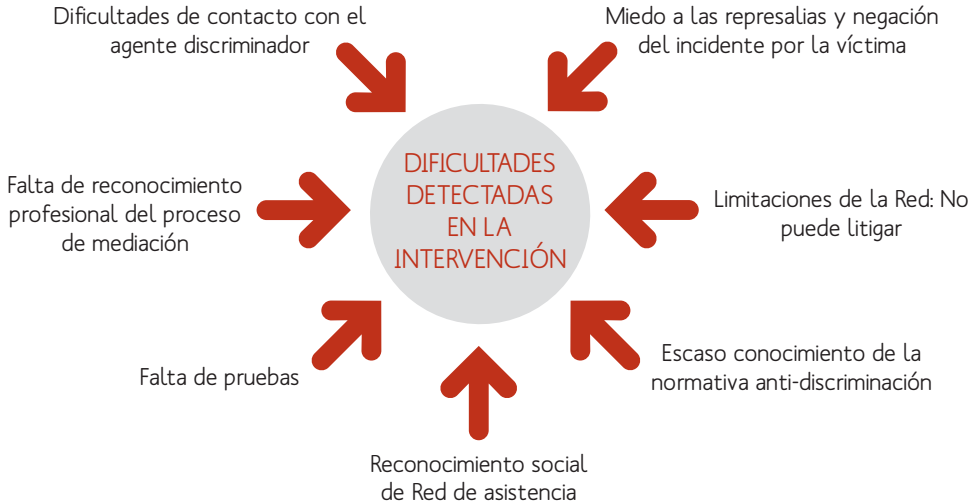 Dificultades de contacto con el
agente discriminador
Miedo a las represalias y negación
del incidente por la víctima
DIFICULTADES
DETECTADAS
EN LA
INTERVENCIÓN
Falta de reconocimiento
profesional del proceso
de mediación
Limitaciones de la Red: No
puede litigar
Falta de pruebas
Escaso conocimiento de la
normativa anti-discriminación
Reconocimiento social
de Red de asistencia